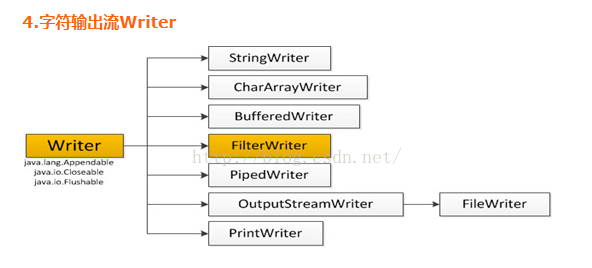 4.字符输出流Writer
StringWriter
CharArrayWriter
BufferedWriter
Writer
FilterWriter
java.lang.Appendable
java.io.Closeable
java.io.Flushable
http://blog.csdn.net/
PipedWriter
OutputStreamWriter
FileWriter
PrintWriter